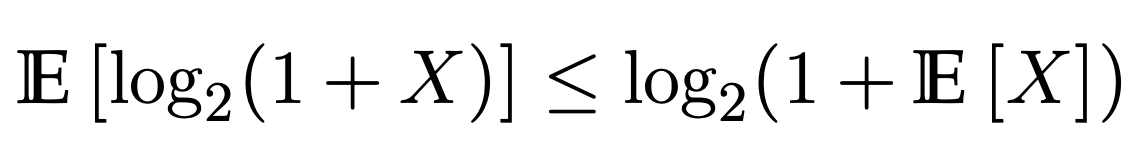 𝔼 [log₂(1 + X)] ≤ log₂(1 + 𝔼 [X])